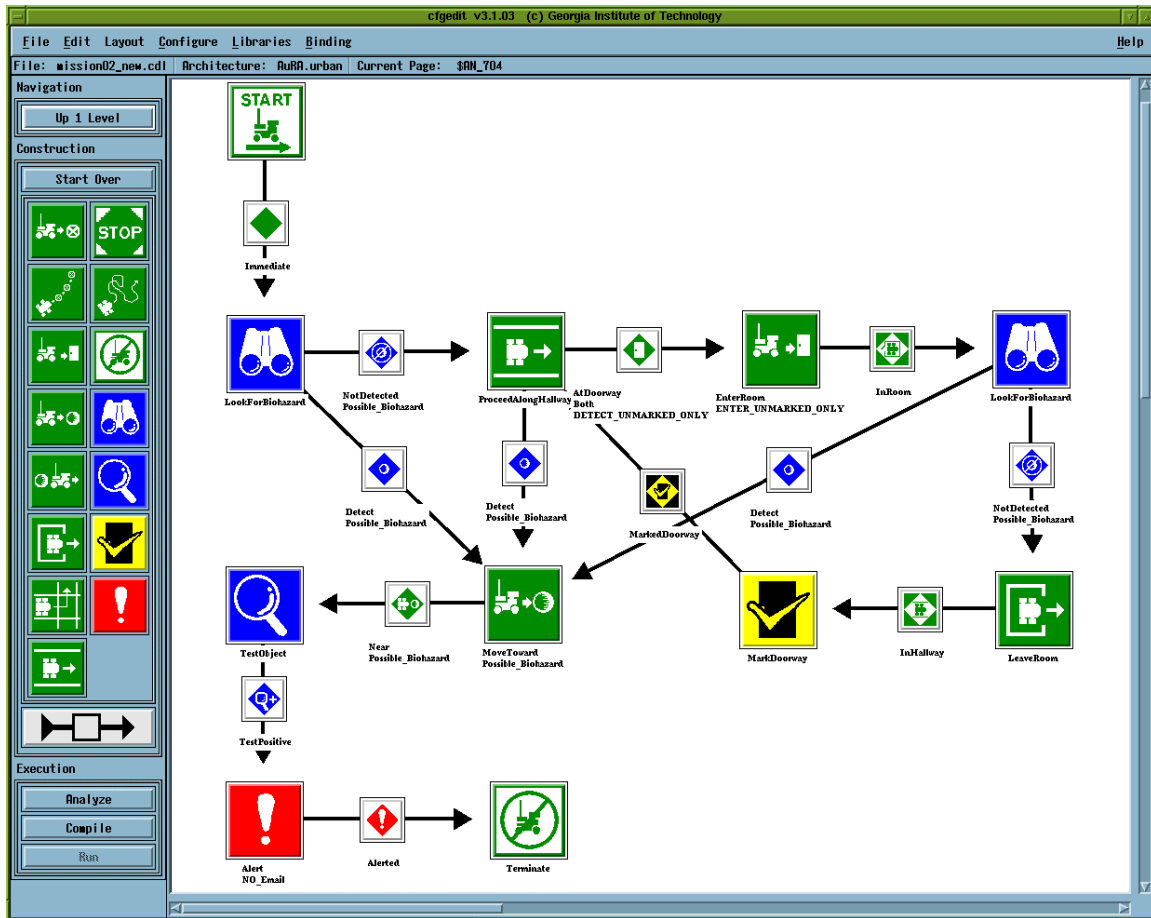 cfgedit v3.1.03 (c) Georgia Institute of Technology
File Edit Layout Configure Libraries Binding Help
File: mission02_new.cdl Architecture: AuRA.urban Current Page: $AN_704
Navigation
Up 1 Level
Construction
Start Over
STOP
Execution
Analyze
Compile
Run
START
Immediate
LookForBiohazard
NotDetected
Possible_Biohazard
ProceedAlongHallway
AtDoorway
Both
DETECT_UNMARKED_ONLY
EnterRoom
ENTER_UNMARKED_ONLY
InRoom
LookForBiohazard
Detect
Possible_Biohazard
Detect
Possible_Biohazard
MarkedDoorway
Detect
Possible_Biohazard
NotDetected
Possible_Biohazard
TestObject
Near
Possible_Biohazard
MoveToward
Possible_Biohazard
MarkDoorway
InHallway
LeaveRoom
TestPositive
Alert
NO_Email
Alerted
Terminate